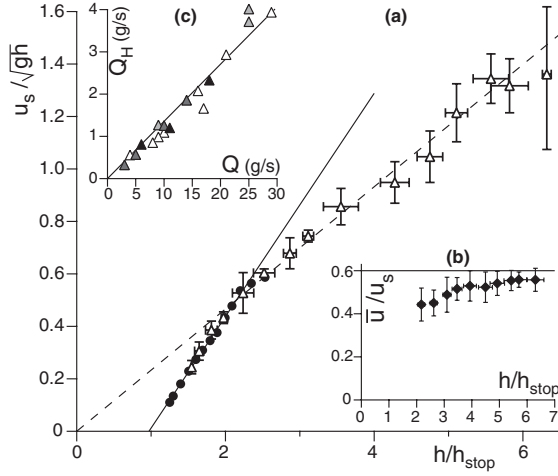 (a)
u_s /√gh
1.6
1.4
1.2
1.0
0.8
0.6
0.4
0.2
0
0
2
4
6
h/h_stop
(c)
Q_H (g/s)
4
3
2
1
0
0 5 10 15 20 25 30
Q (g/s)
(b)
u̅ /u_s
0.6
0.4
0.2
0
0 1 2 3 4 5 6 7
h/h_stop